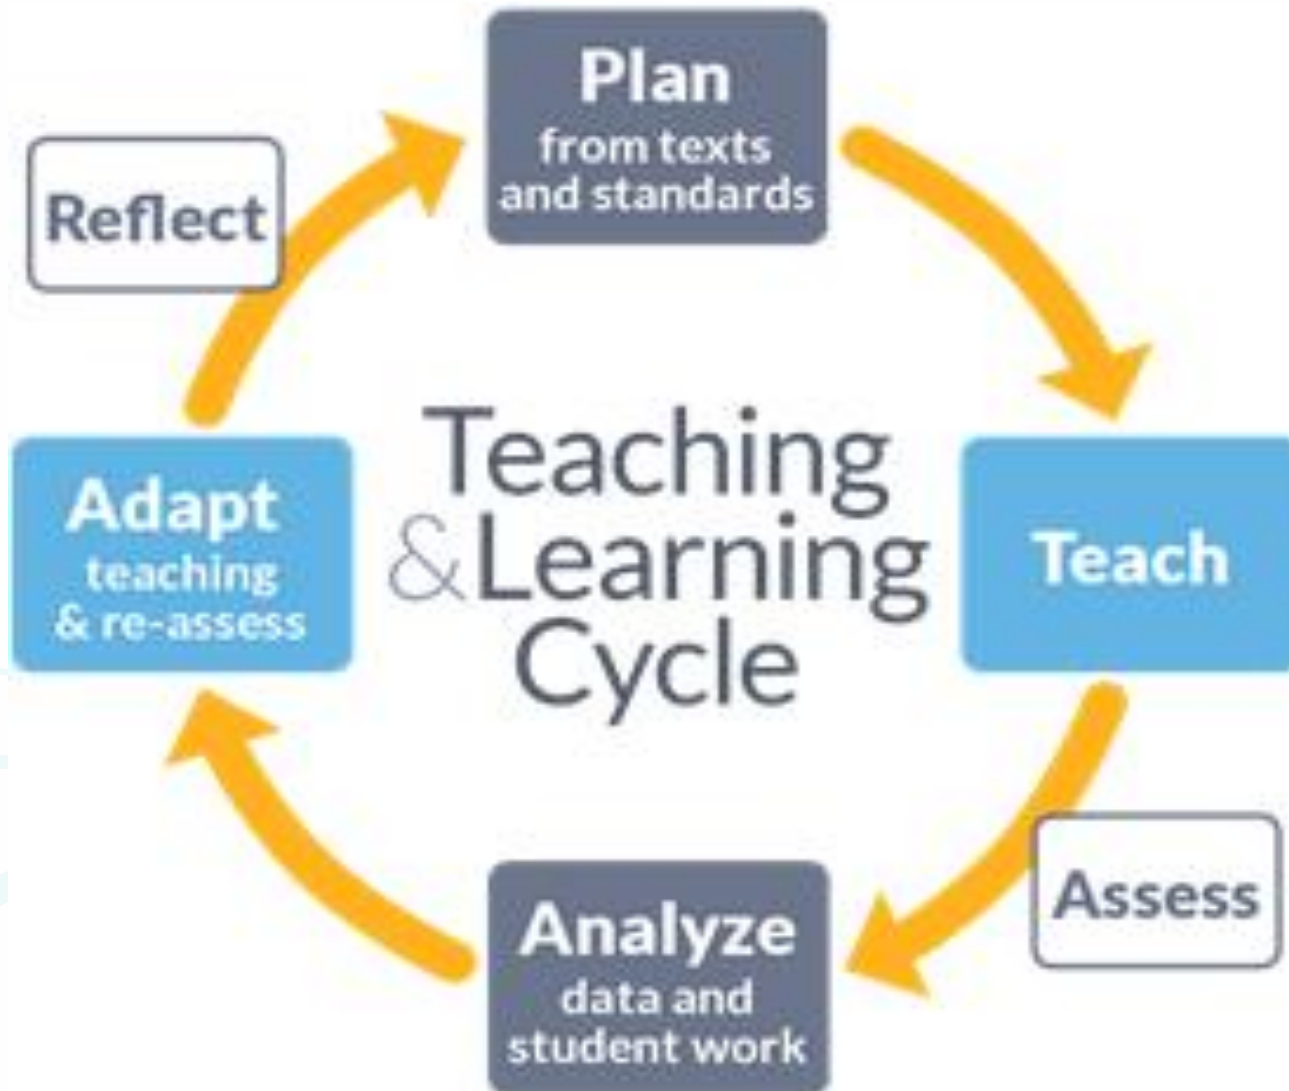 Plan
from texts
and standards
Reflect
Teaching
&Learning
Cycle
Adapt
teaching
& re-assess
Teach
Assess
Analyze
data and
student work